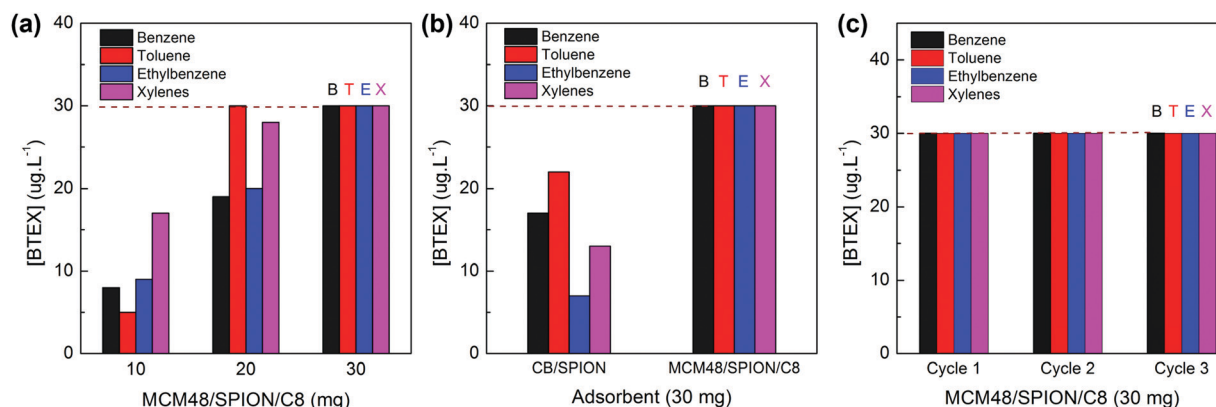 (a)
[BTEX] (ug.L⁻¹)
40
30
20
10
0
Benzene
Toluene
Ethylbenzene
Xylenes
B T E X
10 20 30
MCM48/SPION/C8 (mg)
(b)
[BTEX] (ug.L⁻¹)
40
30
20
10
0
Benzene
Toluene
Ethylbenzene
Xylenes
B T E X
CB/SPION MCM48/SPION/C8
Adsorbent (30 mg)
(c)
[BTEX] (ug.L⁻¹)
40
30
20
10
0
Benzene
Toluene
Ethylbenzene
Xylenes
B T E X
Cycle 1 Cycle 2 Cycle 3
MCM48/SPION/C8 (30 mg)